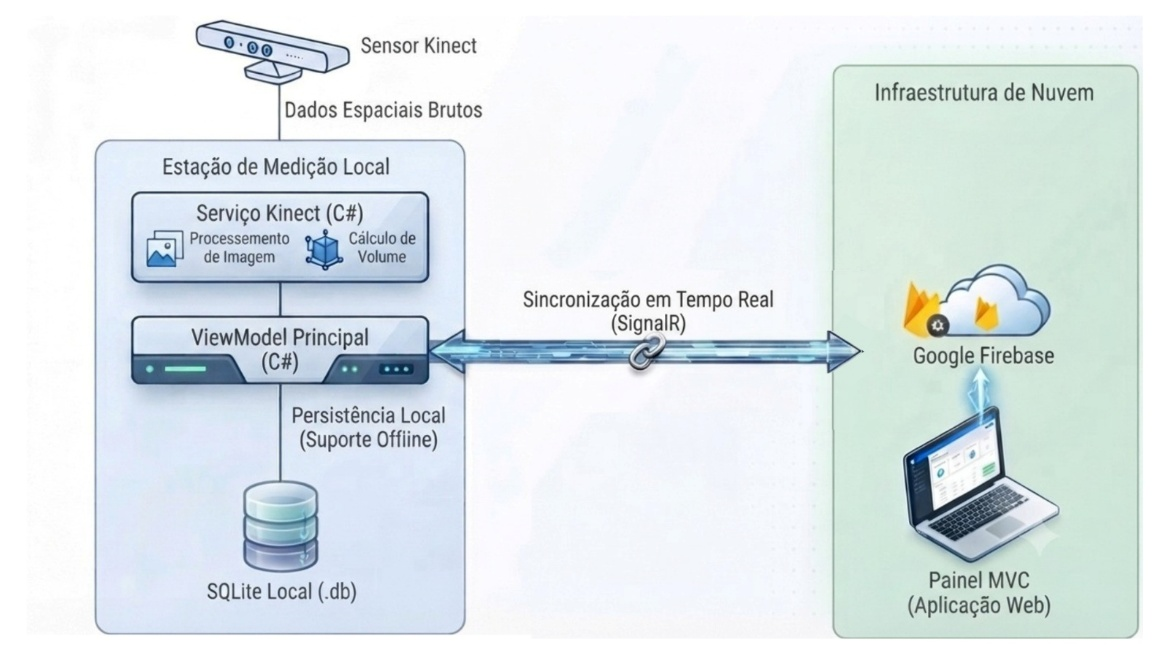 Sensor Kinect
Dados Espaciais Brutos
Estação de Medição Local
Serviço Kinect (C#)
Processemento
de Imagem
Cálculo de
Volume
ViewModel Principal
(C#)
Persistência Local
(Suporte Offline)
SQLite Local (.db)
Sincronização em Tempo Real
(SignalR)
Infraestrutura de Nuvem
Google Firebase
Painel MVC
(Aplicação Web)